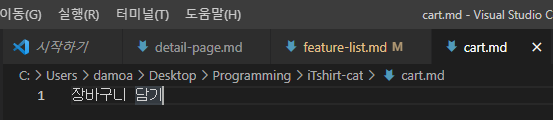 이동(G) 실행(R) 터미널(T) 도움말(H) cart.md - Visual Studio C
시작하기 detail-page.md feature-list.md M cart.md
C: > Users > damoa > Desktop > Programming > iTshirt-cat > cart.md
1 장바구니 담기